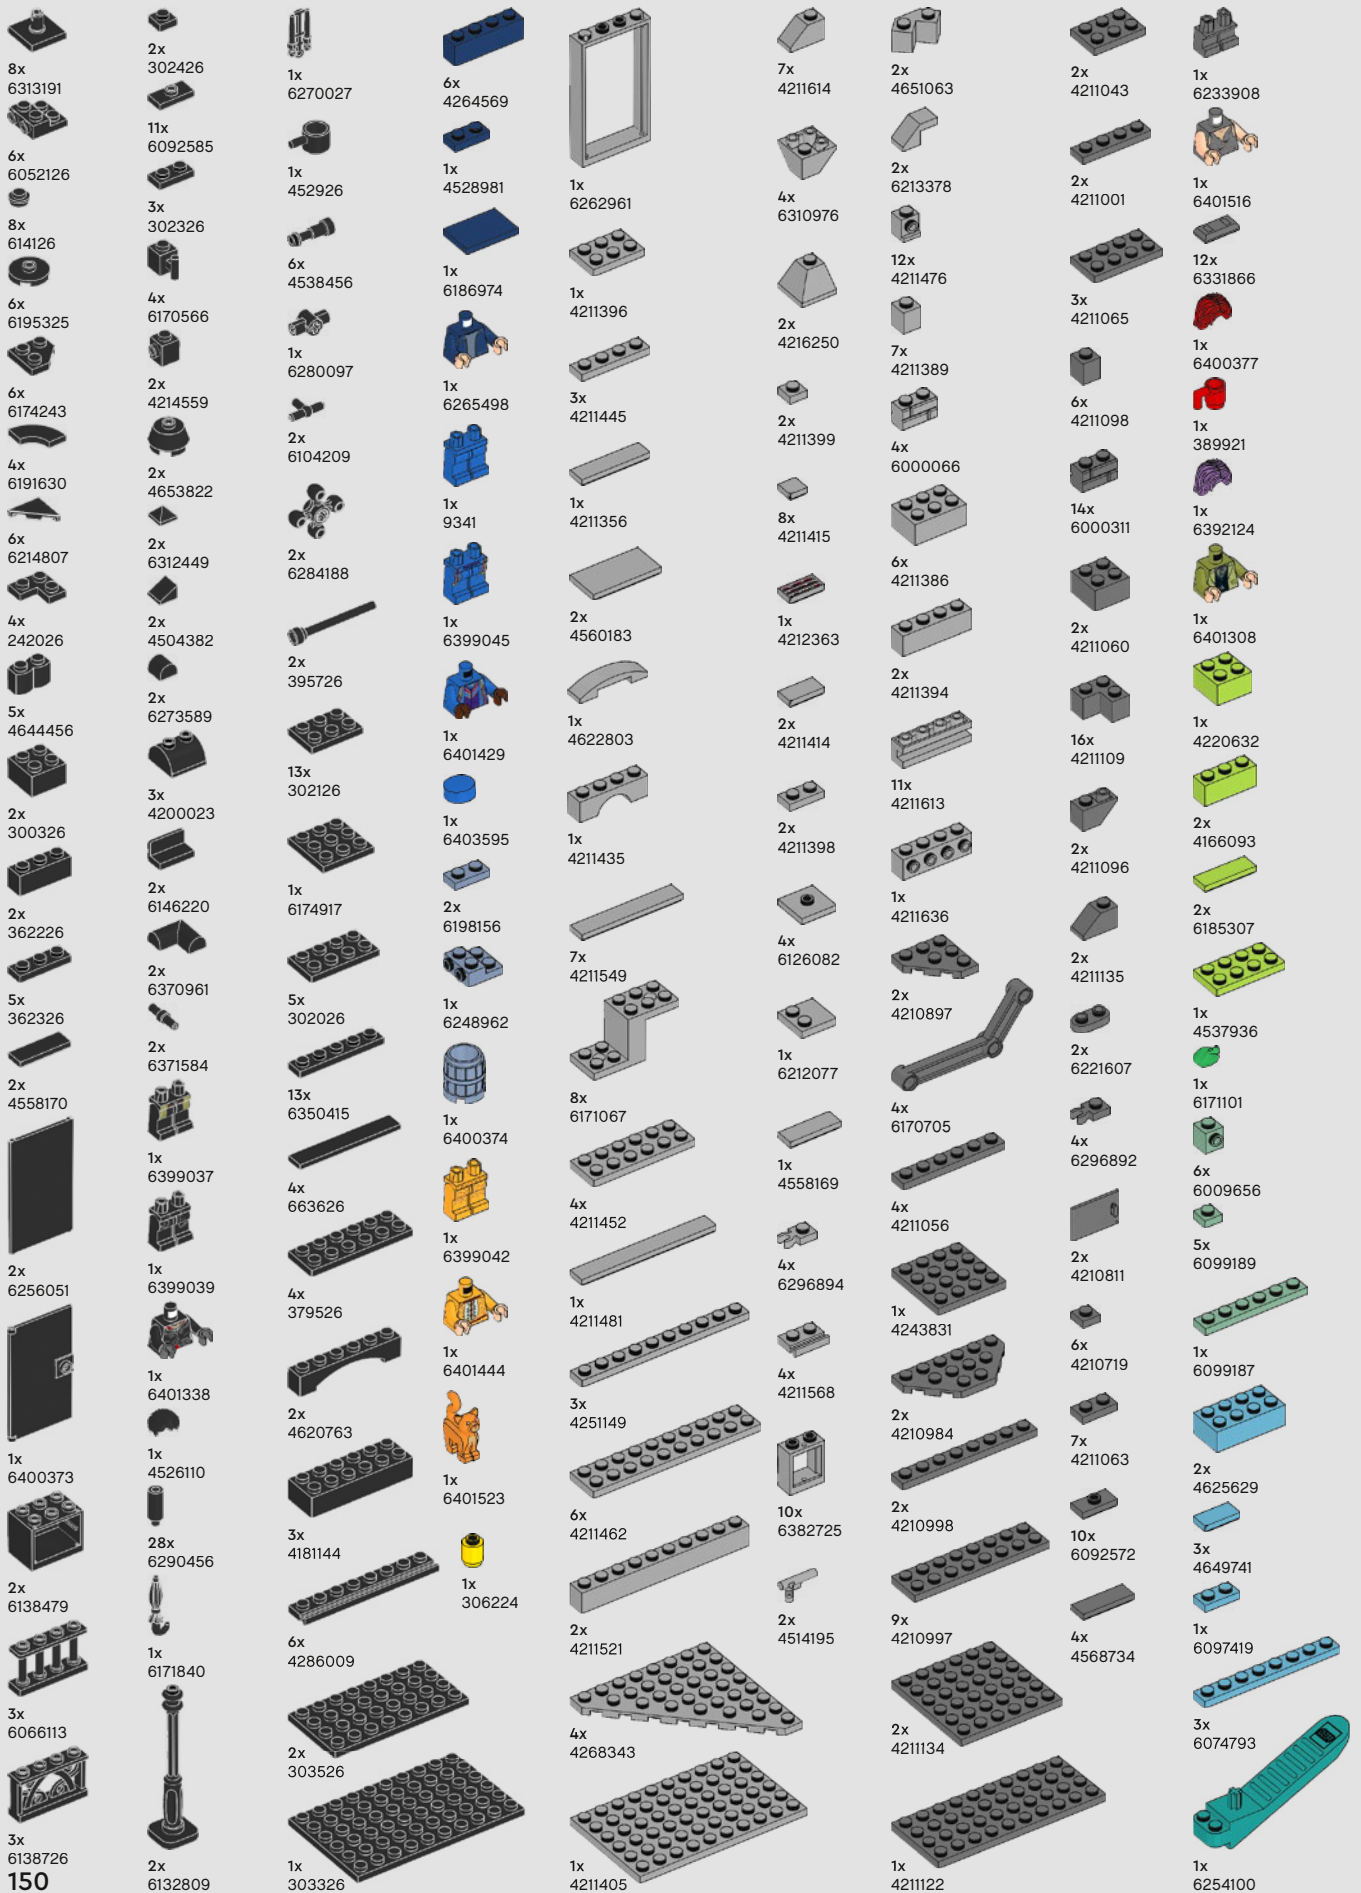 8x
6313191
6x
6052126
8x
614126
6x
6195325
6x
6174243
4x
6191630
6x
6214807
4x
242026
5x
4644456
2x
300326
2x
362226
5x
362326
2x
4558170
2x
6256051
1x
6400373
2x
6138479
3x
6066113
3x
6138726
150
2x
302426
11x
6092585
3x
302326
4x
6170566
2x
4214559
2x
4653822
2x
6312449
2x
4504382
2x
6273589
3x
4200023
2x
6146220
2x
6370961
2x
6371584
1x
6399037
1x
6399039
1x
6401338
1x
4526110
28x
6290456
1x
6171840
2x
6132809
1x
6270027
1x
452926
6x
4538456
1x
6280097
2x
6104209
2x
6284188
2x
395726
13x
302126
1x
6174917
5x
302026
13x
6350415
4x
663626
4x
379526
2x
4620763
3x
4181144
6x
4286009
2x
303526
1x
303326
6x
4264569
1x
4528981
1x
6186974
1x
6265498
1x
9341
1x
6399045
1x
6401429
1x
6403595
2x
6198156
1x
6248962
1x
6400374
1x
6399042
1x
6401444
1x
6401523
1x
306224
1x
6262961
1x
4211396
3x
4211445
1x
4211356
2x
4560183
1x
4622803
1x
4211435
7x
4211549
8x
6171067
4x
4211452
1x
4211481
3x
4251149
6x
4211462
2x
4211521
4x
4268343
1x
4211405
7x
4211614
4x
6310976
2x
4216250
2x
4211399
8x
4211415
1x
4212363
2x
4211414
2x
4211398
4x
6126082
1x
6212077
1x
4558169
4x
6296894
4x
4211568
10x
6382725
2x
4514195
2x
4651063
2x
6213378
12x
4211476
7x
4211389
4x
6000066
6x
4211386
2x
4211394
11x
4211613
1x
4211636
2x
4210897
4x
6170705
4x
4211056
1x
4243831
2x
4210984
2x
4210998
9x
4210997
2x
4211134
1x
4211122
2x
4211043
2x
4211001
3x
4211065
6x
4211098
14x
6000311
2x
4211060
16x
4211109
2x
4211096
2x
4211135
2x
6221607
4x
6296892
2x
4210811
6x
4210719
7x
4211063
10x
6092572
4x
4568734
1x
6233908
1x
6401516
12x
6331866
1x
6400377
1x
389921
1x
6392124
1x
6401308
1x
4220632
2x
4166093
2x
6185307
1x
4537936
1x
6171101
6x
6009656
5x
6099189
1x
6099187
2x
4625629
3x
4649741
1x
6097419
3x
6074793
1x
6254100